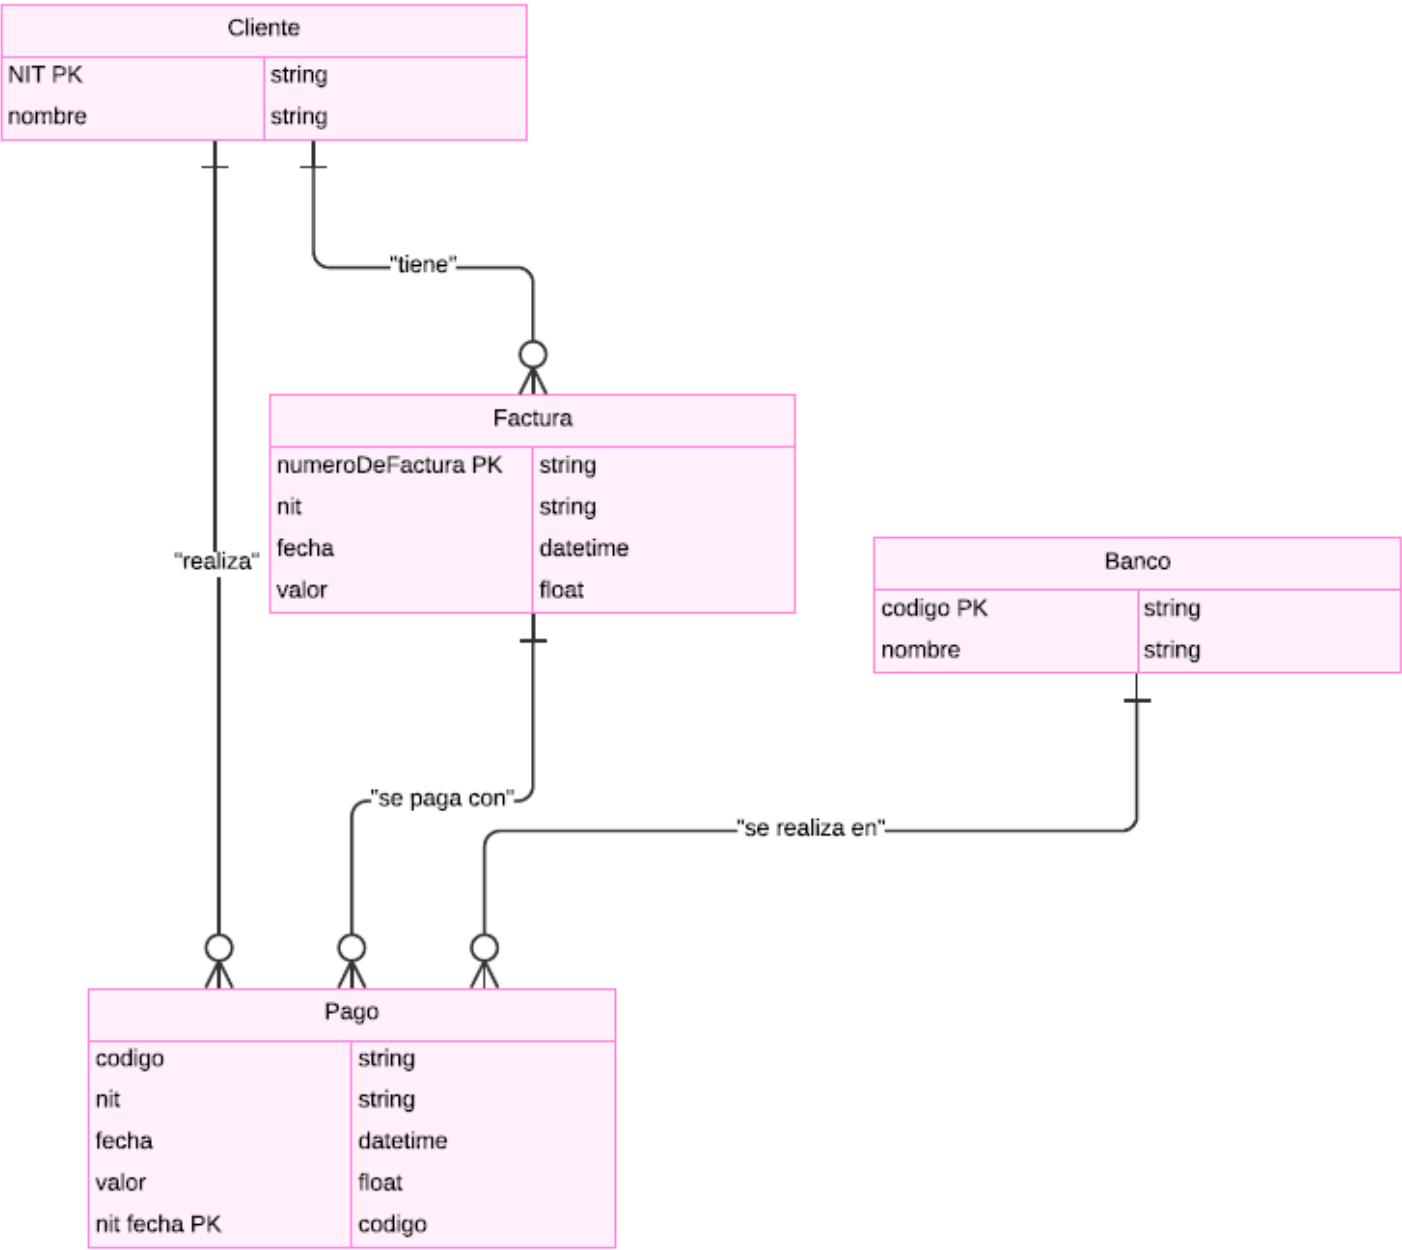 Cliente
NIT PK string
nombre string
"tiene"
Factura
numeroDeFactura PK string
nit string
fecha datetime
valor float
"realiza"
Banco
codigo PK string
nombre string
"se paga con"
"se realiza en"
Pago
codigo string
nit string
fecha datetime
valor float
nit fecha PK codigo